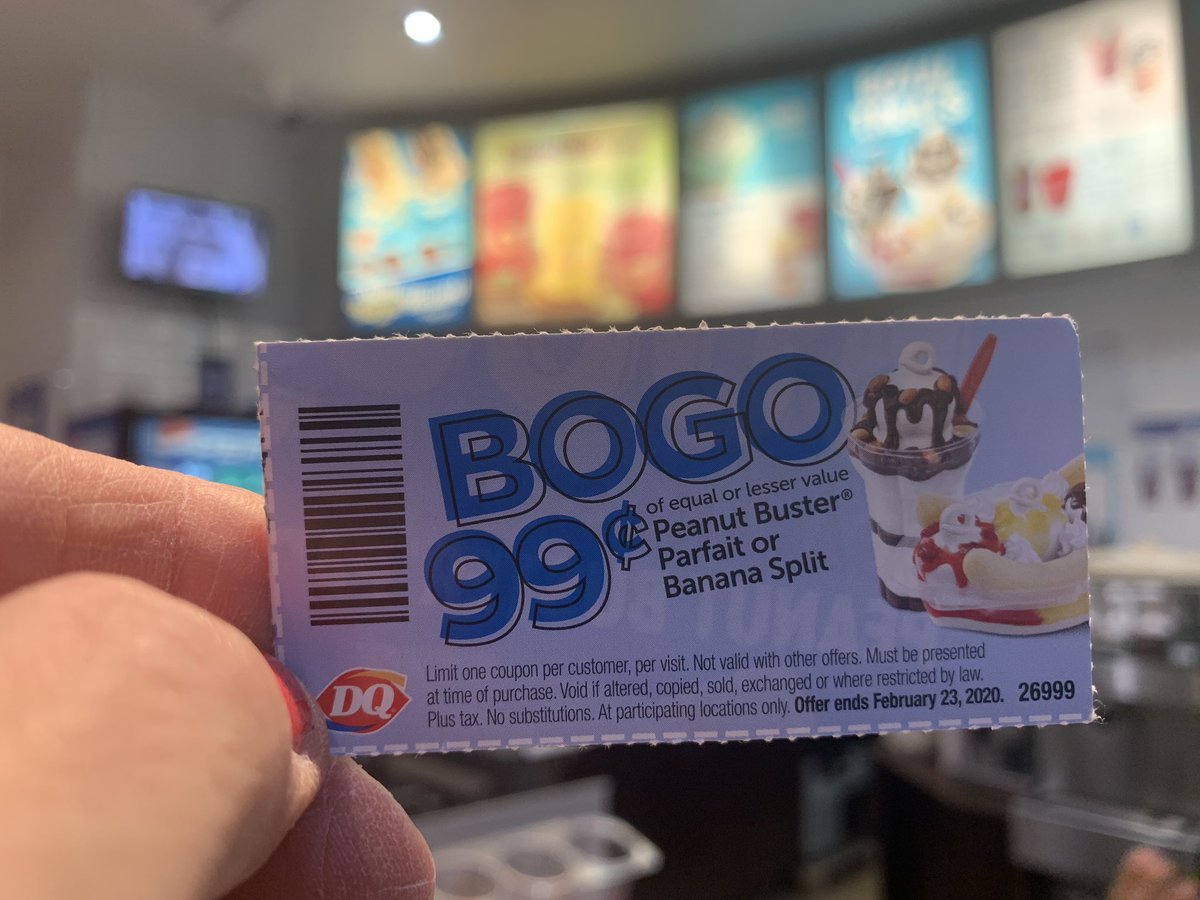 BOGO
99¢
of equal or lesser value
Peanut Buster®
Parfait or
Banana Split
DQ
Limit one coupon per customer, per visit. Not valid with other offers. Must be presented
at time of purchase. Void if altered, copied, sold, exchanged or where restricted by law.
Plus tax. No substitutions. At participating locations only. Offer ends February 23, 2020. 26999